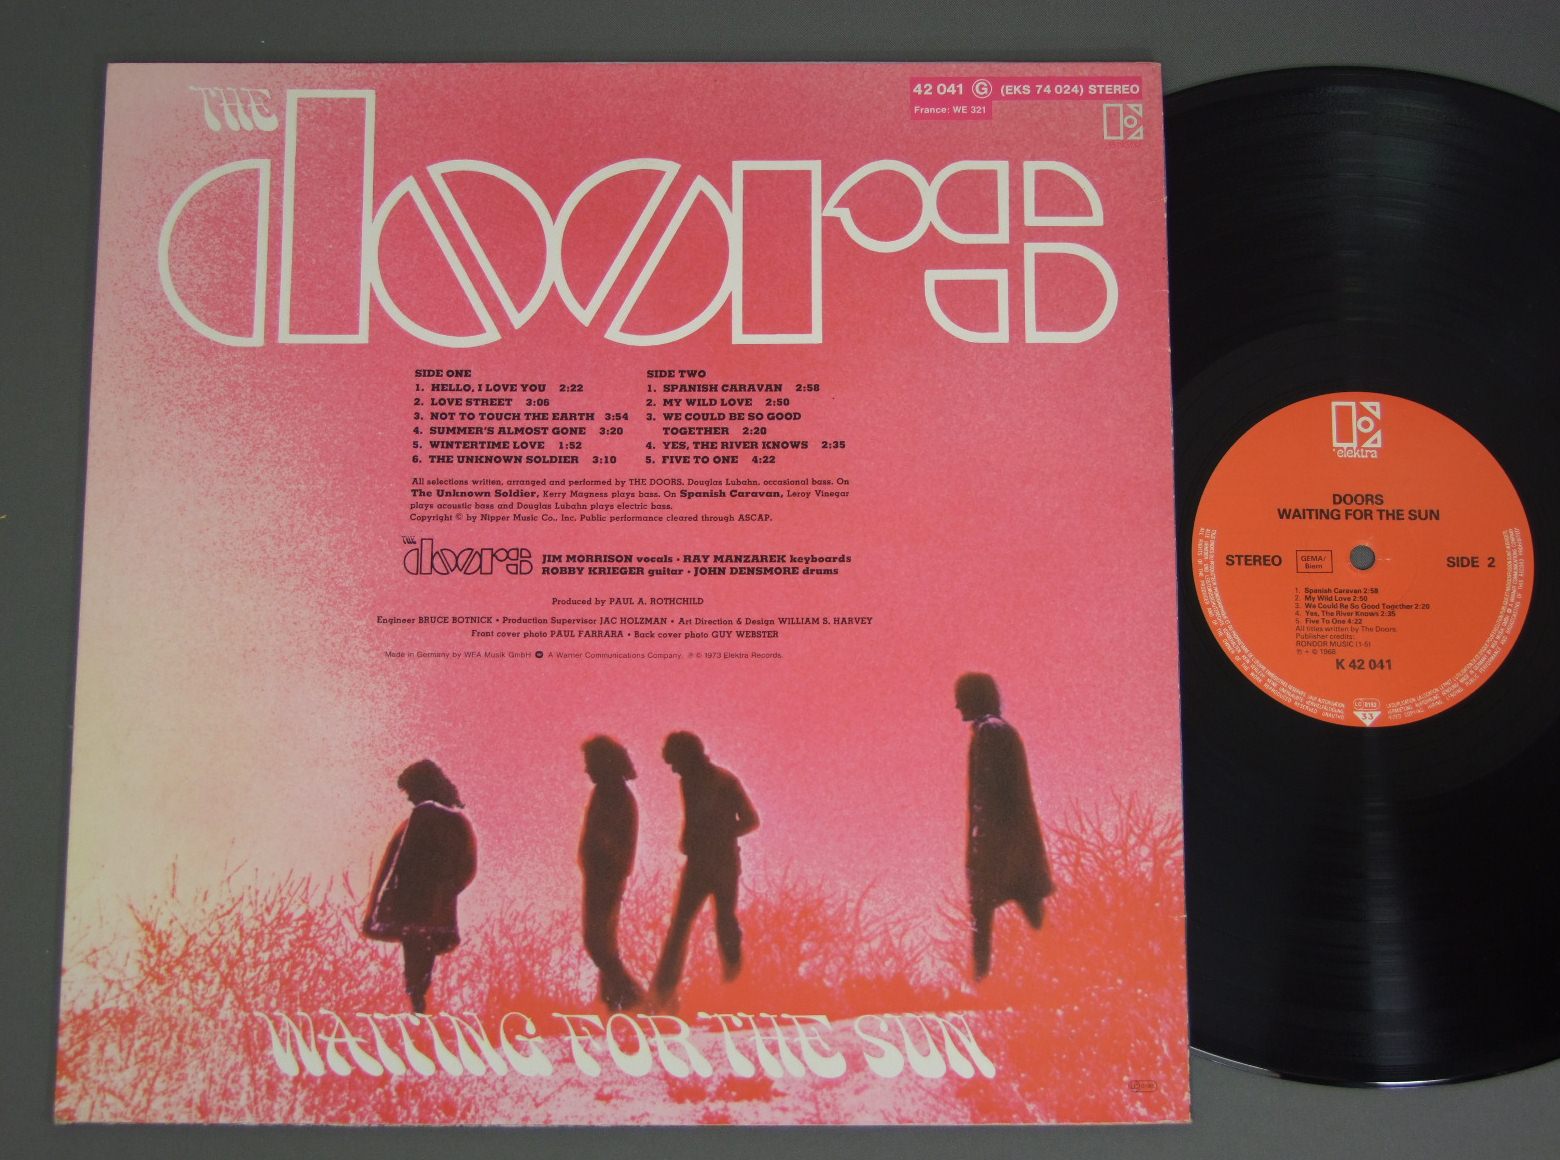 THE
doors
42 041 G (EKS 74 024) STEREO
France: WE 321
SIDE ONE
1. HELLO, I LOVE YOU 2:22
2. LOVE STREET 3:06
3. NOT TO TOUCH THE EARTH 3:54
4. SUMMER'S ALMOST GONE 3:20
5. WINTERTIME LOVE 1:52
6. THE UNKNOWN SOLDIER 3:10
SIDE TWO
1. SPANISH CARAVAN 2:58
2. MY WILD LOVE 2:50
3. WE COULD BE SO GOOD
TOGETHER 2:20
4. YES, THE RIVER KNOWS 2:35
5. FIVE TO ONE 4:22
All selections written, arranged and performed by THE DOORS. Douglas Lubahn, occasional bass. On
The Unknown Soldier, Kerry Magness plays bass. On Spanish Caravan, Leroy Vinegar
plays acoustic bass and Douglas Lubahn plays electric bass.
Copyright © by Nipper Music Co., Inc. Public performance cleared through ASCAP.
THE
doors
JIM MORRISON vocals • RAY MANZAREK keyboards
ROBBY KRIEGER guitar • JOHN DENSMORE drums
Produced by PAUL A. ROTHCHILD
Engineer BRUCE BOTNICK • Production Supervisor JAC HOLZMAN • Art Direction & Design WILLIAM S. HARVEY
Front cover photo PAUL FARRARA • Back cover photo GUY WEBSTER
Made in Germany by WEA Musik GmbH A Warner Communications Company. ℗ © 1973 Elektra Records.
WAITING FOR THE SUN
elektra
DOORS
WAITING FOR THE SUN
STEREO
GEMA/
Biem
SIDE 2
1. Spanish Caravan 2:58
2. My Wild Love 2:50
3. We Could Be So Good Together 2:20
4. Yes, The River Knows 2:35
5. Five To One 4:22
All titles written by The Doors.
Publisher credits:
RONDOR MUSIC (1-5)
℗ + © 1968
K 42 041
LC 0192
33